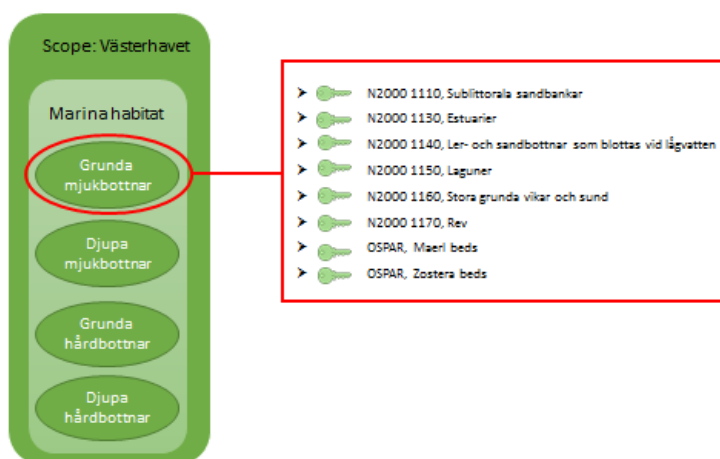 Scope: Västerhavet
Marina habitat
Grunda
mjukbottnar
Djupa
mjukbottnar
Grunda
hårdbottnar
Djupa
hårdbottnar
N2000 1110, Sublittorala sandbankar
N2000 1130, Estuarier
N2000 1140, Ler- och sandbottnar som blottas vid lågvatten
N2000 1150, Laguner
N2000 1160, Stora grunda vikar och sund
N2000 1170, Rev
OSPAR, Maerl beds
OSPAR, Zostera beds